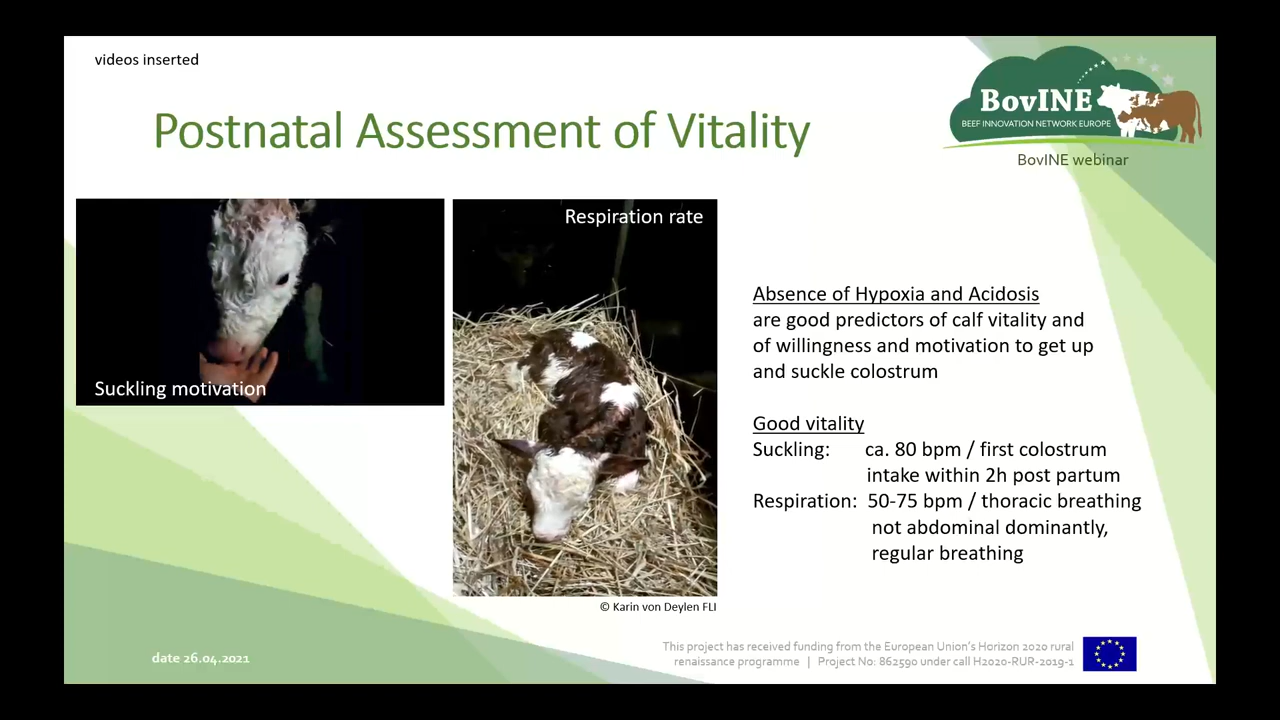 videos inserted
Postnatal Assessment of Vitality
BovINE
BEEF INNOVATION NETWORK EUROPE
BovINE webinar
Suckling motivation
Respiration rate
© Karin von Deylen FLI
Absence of Hypoxia and Acidosis
are good predictors of calf vitality and
of willingness and motivation to get up
and suckle colostrum
Good vitality
Suckling: ca. 80 bpm / first colostrum
intake within 2h post partum
Respiration: 50-75 bpm / thoracic breathing
not abdominal dominantly,
regular breathing
date 26.04.2021
This project has received funding from the European Union's Horizon 2020 rural
renaissance programme | Project No: 862590 under call H2020-RUR-2019-1